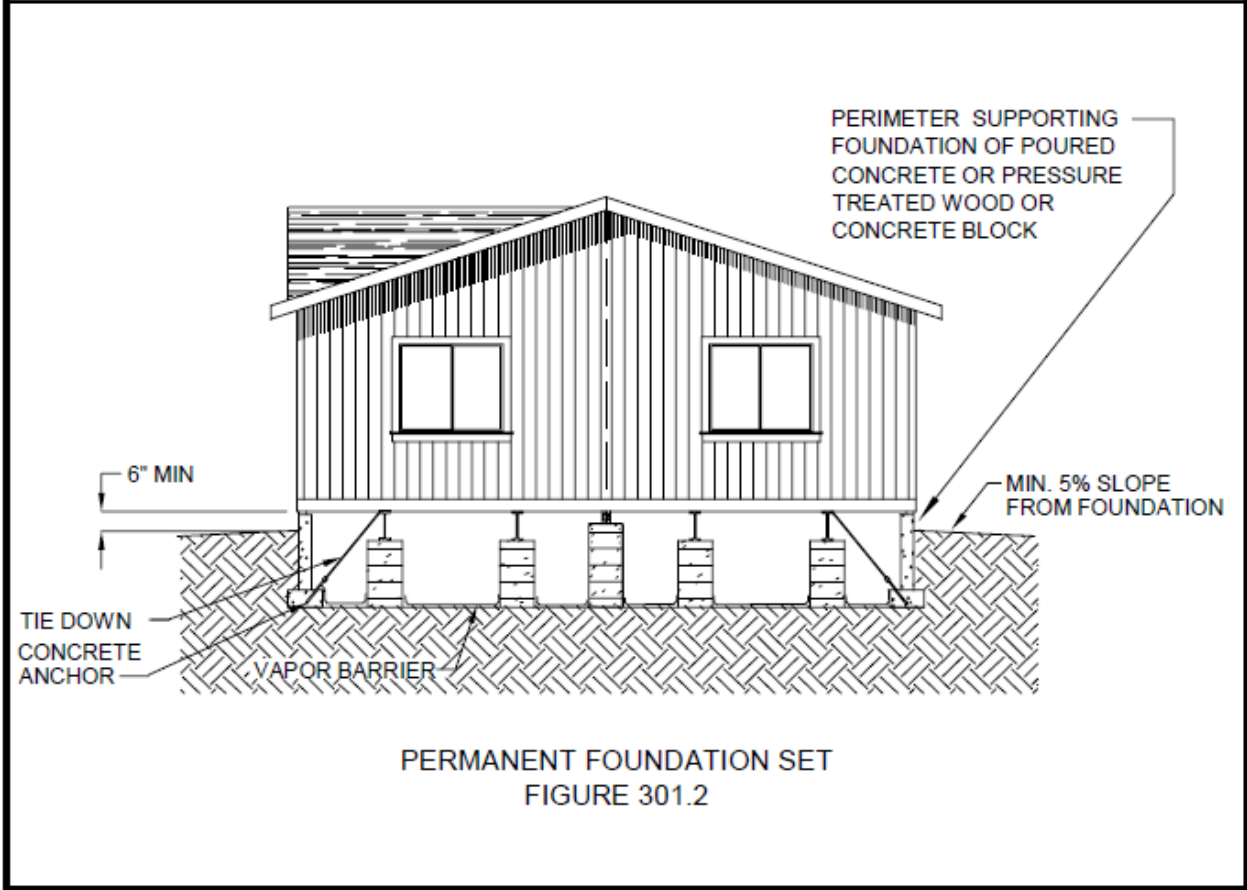 PERIMETER SUPPORTING
FOUNDATION OF POURED
CONCRETE OR PRESSURE
TREATED WOOD OR
CONCRETE BLOCK
6" MIN
MIN. 5% SLOPE
FROM FOUNDATION
TIE DOWN
CONCRETE
ANCHOR
VAPOR BARRIER
PERMANENT FOUNDATION SET
FIGURE 301.2